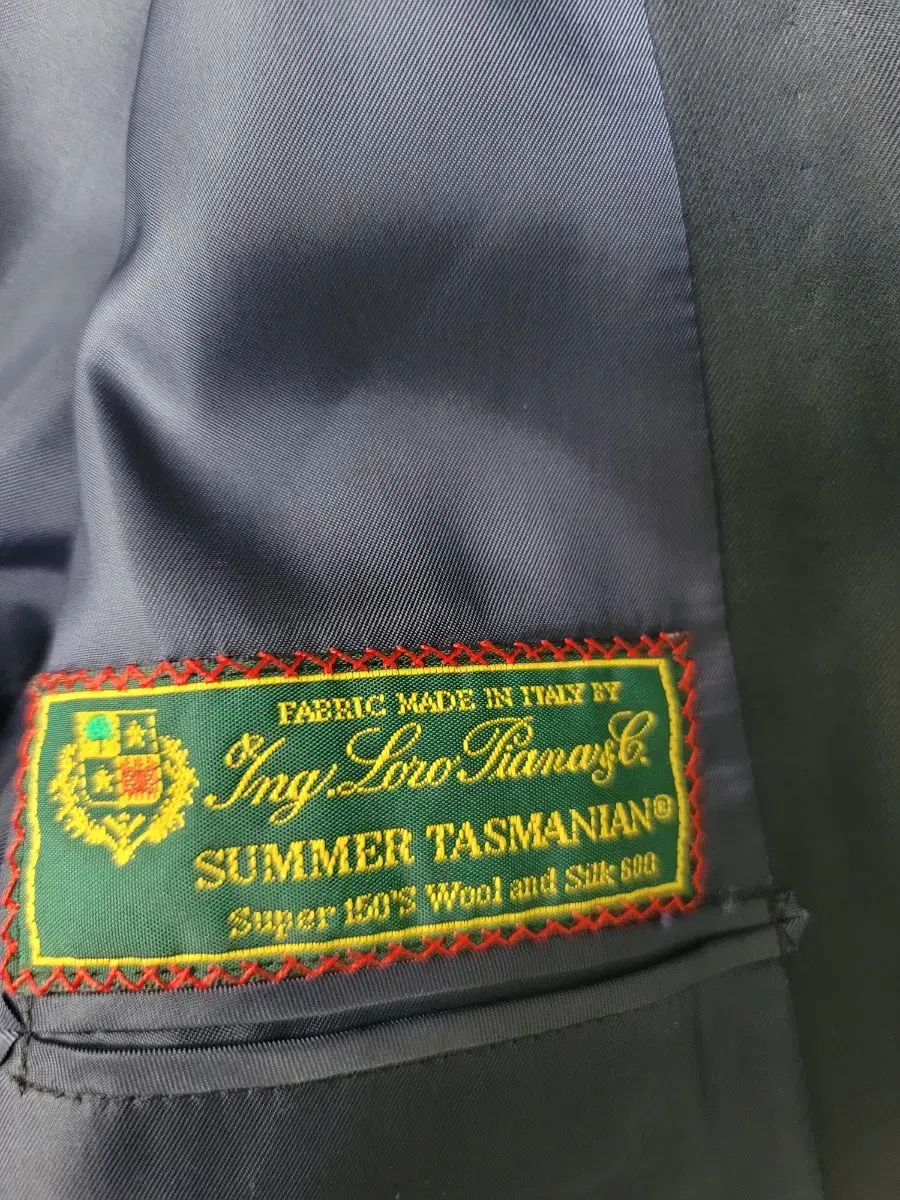 FABRIC MADE IN ITALY BY
Ing. Loro Piana & C.
SUMMER TASMANIAN®
Super 150'S Wool and Silk 600